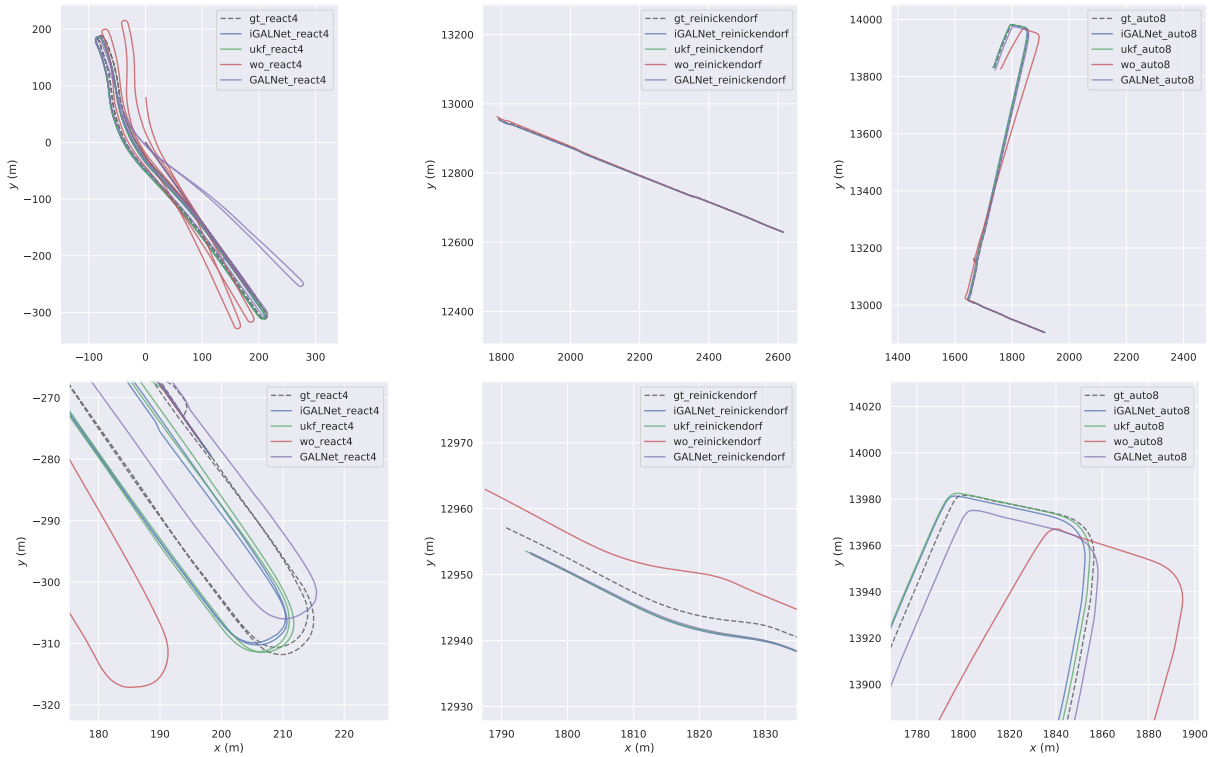 200
100
0
−100
−200
−300
y (m)
−100 0 100 200 300
gt_react4
iGALNet_react4
ukf_react4
wo_react4
GALNet_react4
13200
13000
12800
12600
12400
y (m)
1800 2000 2200 2400 2600
gt_reinickendorf
iGALNet_reinickendorf
ukf_reinickendorf
wo_reinickendorf
GALNet_reinickendorf
14000
13800
13600
13400
13200
13000
y (m)
1400 1600 1800 2000 2200 2400
gt_auto8
iGALNet_auto8
ukf_auto8
wo_auto8
GALNet_auto8
−270
−280
−290
−300
−310
−320
y (m)
180 190 200 210 220
x (m)
gt_react4
iGALNet_react4
ukf_react4
wo_react4
GALNet_react4
12970
12960
12950
12940
12930
y (m)
1790 1800 1810 1820 1830
x (m)
gt_reinickendorf
iGALNet_reinickendorf
ukf_reinickendorf
wo_reinickendorf
GALNet_reinickendorf
14020
14000
13980
13960
13940
13920
13900
y (m)
1780 1800 1820 1840 1860 1880 1900
x (m)
gt_auto8
iGALNet_auto8
ukf_auto8
wo_auto8
GALNet_auto8